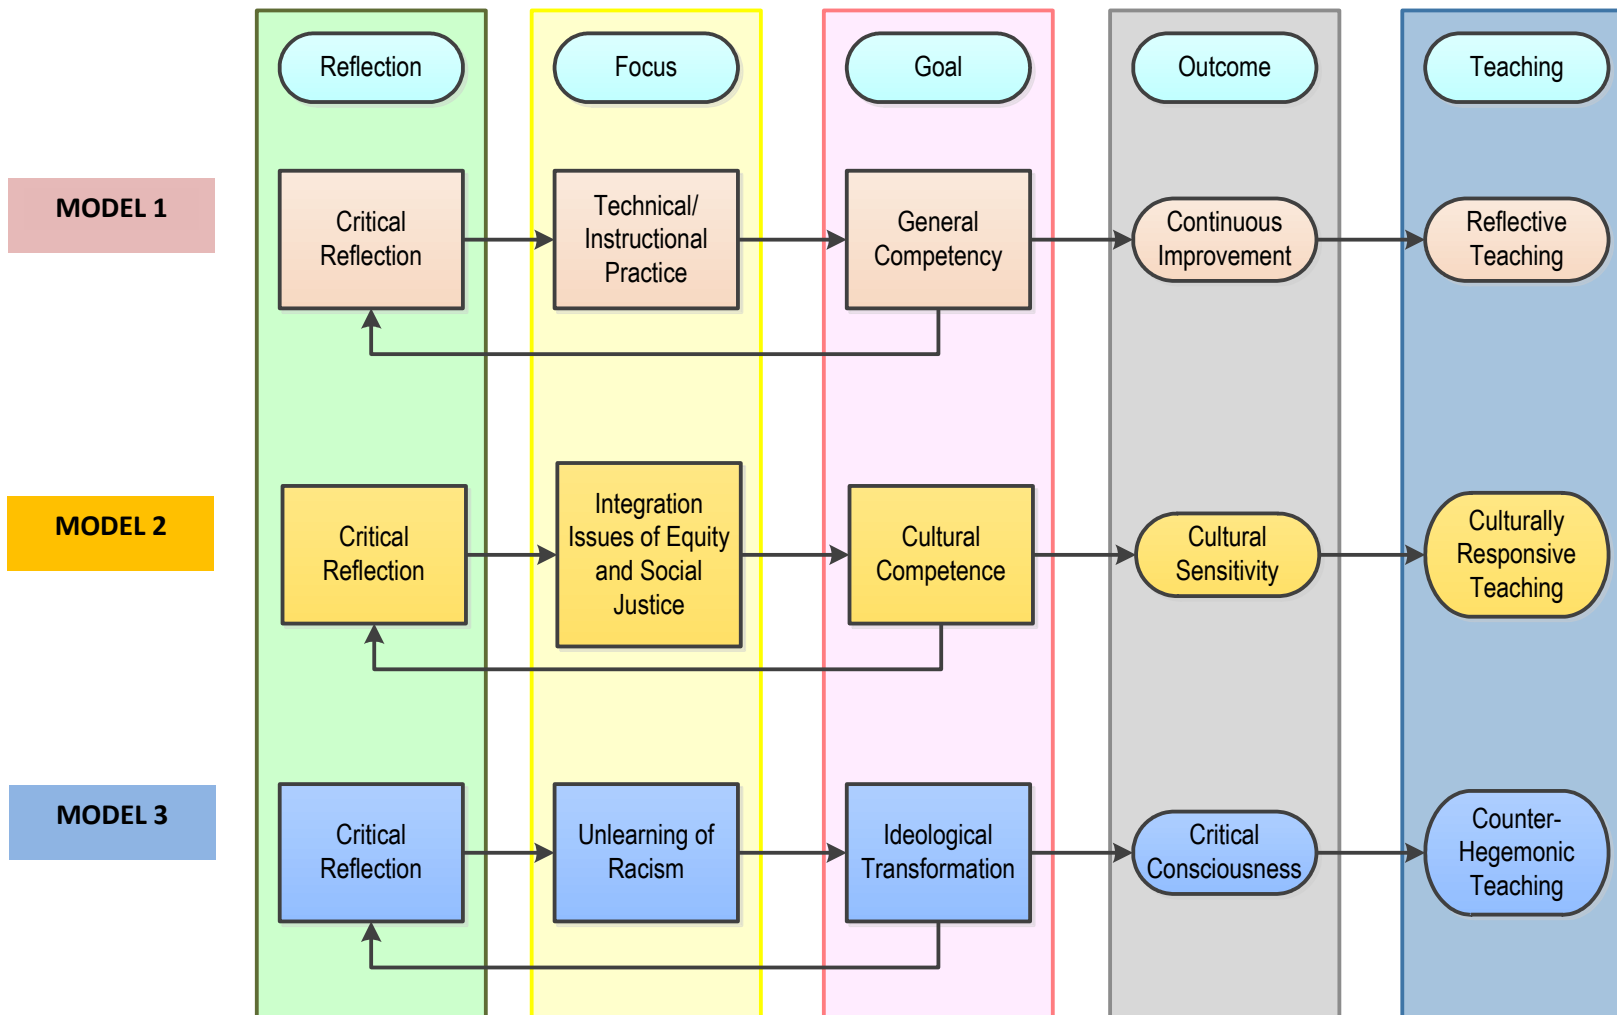 Reflection
Focus
Goal
Outcome
Teaching
MODEL 1
Critical
Reflection
Technical/
Instructional
Practice
General
Competency
Continuous
Improvement
Reflective
Teaching
MODEL 2
Critical
Reflection
Integration
Issues of Equity
and Social
Justice
Cultural
Competence
Cultural
Sensitivity
Culturally
Responsive
Teaching
MODEL 3
Critical
Reflection
Unlearning of
Racism
Ideological
Transformation
Critical
Consciousness
Counter-
Hegemonic
Teaching